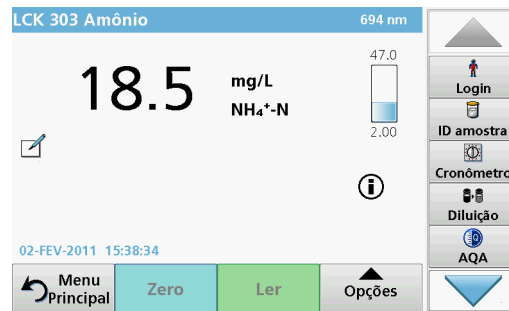 LCK 303 Amônio
694 nm
18.5
mg/L
NH₄⁺-N
47.0
2.00
02-FEV-2011 15:38:34
Menu
Principal
Zero
Ler
Opções
Login
ID amostra
Cronômetro
Diluição
AQA